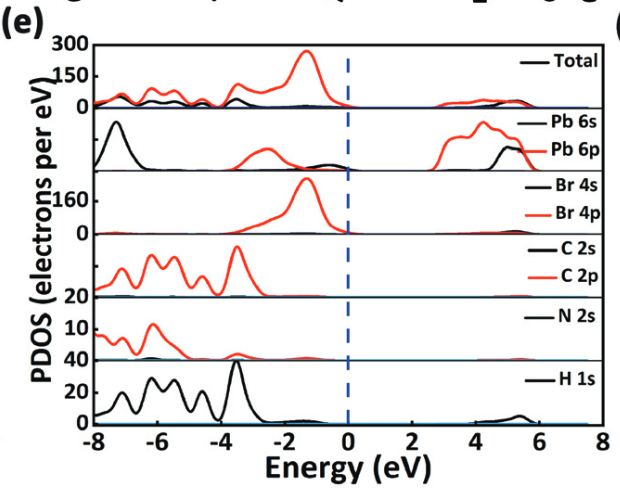 (e)
300
150
0
Total
Pb 6s
Pb 6p
160
0
Br 4s
Br 4p
C 2s
C 2p
20
10
N 2s
40
20
0
H 1s
PDOS (electrons per eV)
-8 -6 -4 -2 0 2 4 6 8
Energy (eV)